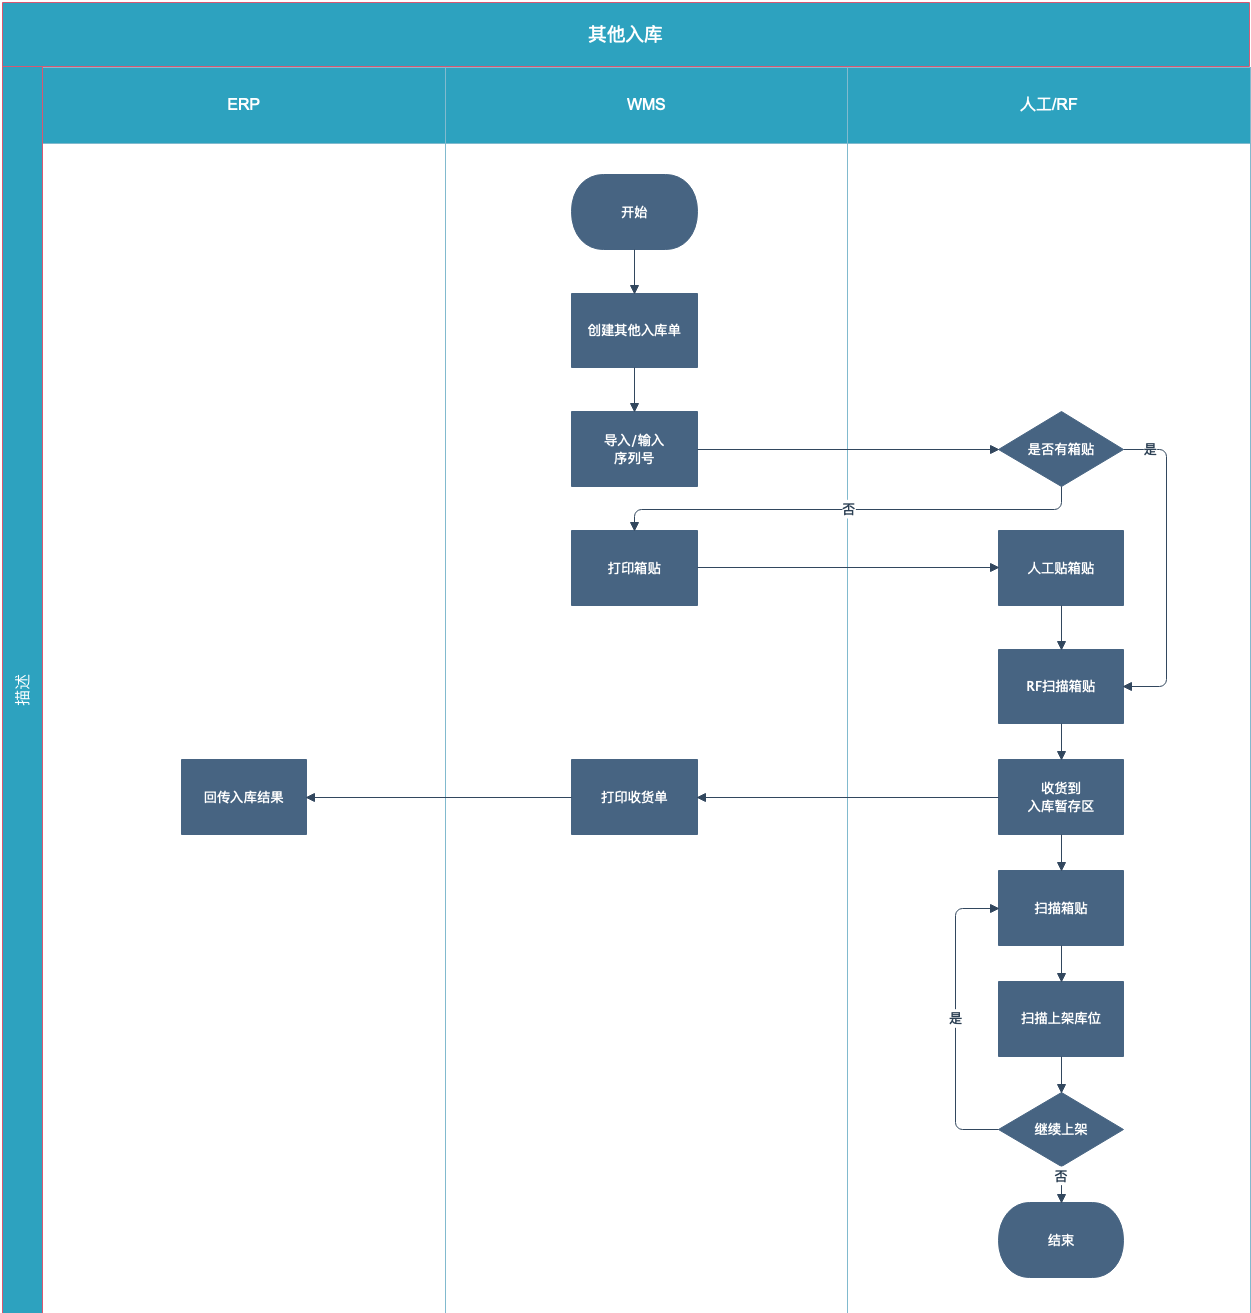 其他入库
ERP
WMS
人工/RF
描述
开始
创建其他入库单
导入/输入
序列号
是否有箱贴
是
否
打印箱贴
人工贴箱贴
RF扫描箱贴
回传入库结果
打印收货单
收货到
入库暂存区
扫描箱贴
是
扫描上架库位
继续上架
否
结束